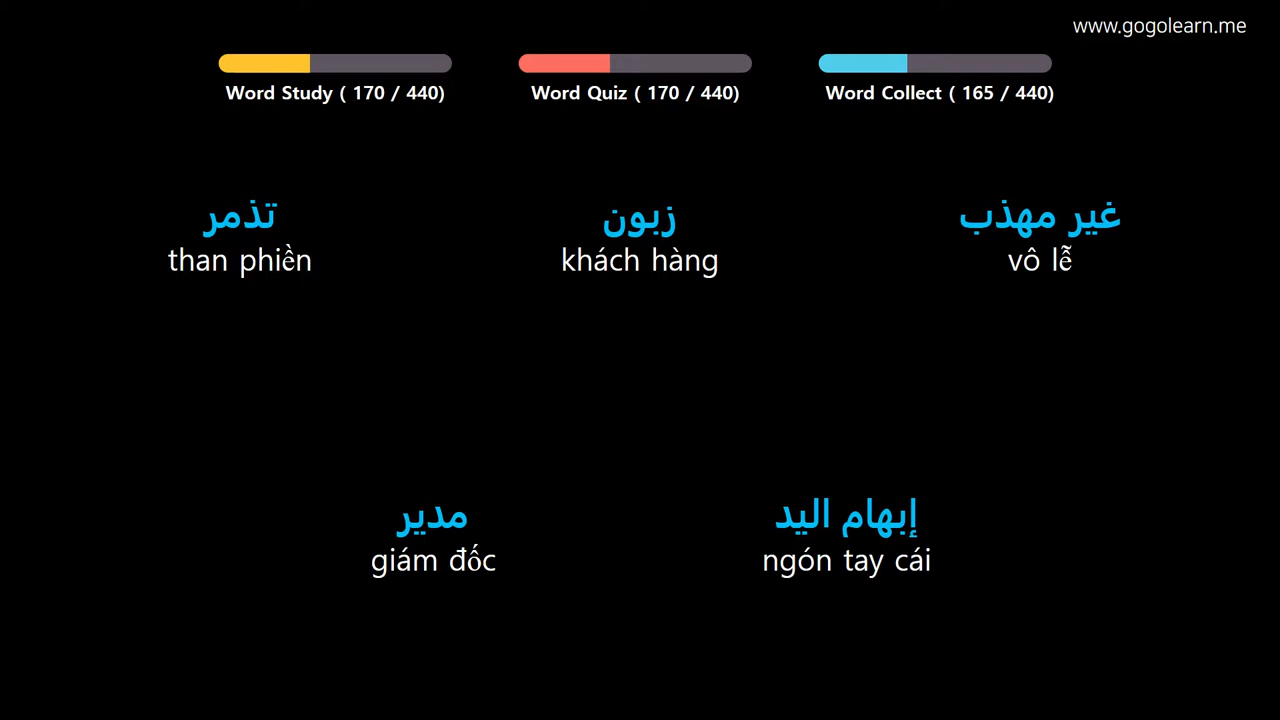 www.gogolearn.me
Word Study ( 170 / 440)
Word Quiz ( 170 / 440)
Word Collect ( 165 / 440)
تذمر
than phiền
زبون
khách hàng
غير مهذب
vô lễ
مدير
giám đốc
إبهام اليد
ngón tay cái